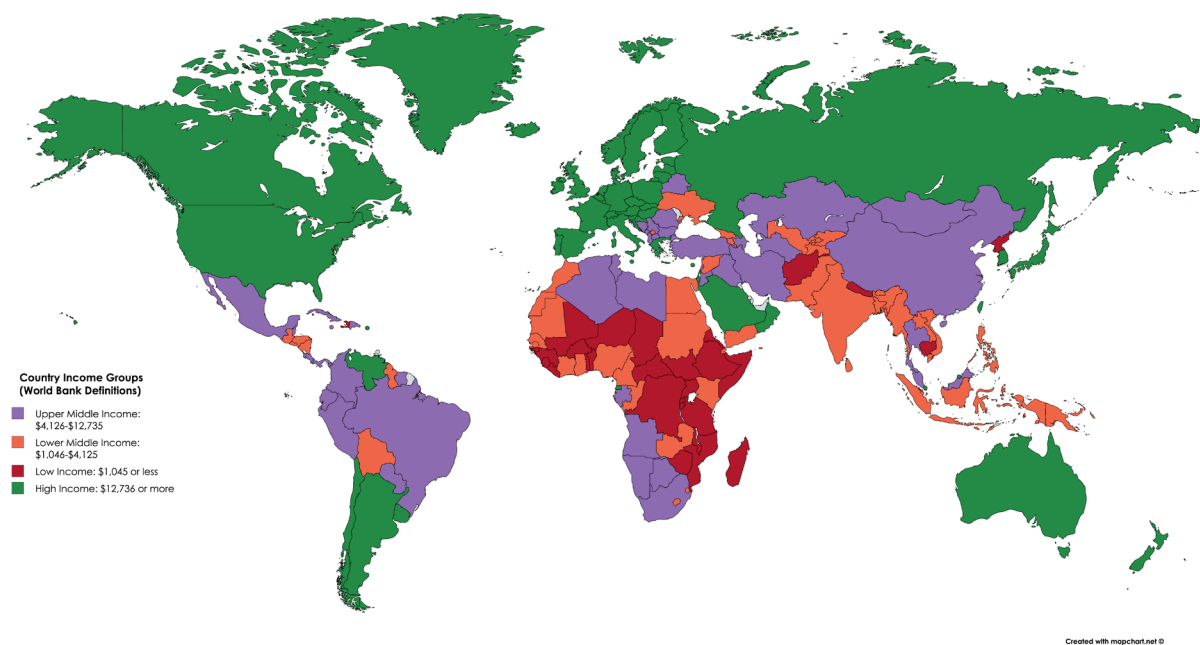 Country Income Groups
(World Bank Definitions)
Upper Middle Income:
$4,126-$12,735
Lower Middle Income:
$1,046-$4,125
Low Income: $1,045 or less
High Income: $12,736 or more
Created with mapchart.net ©